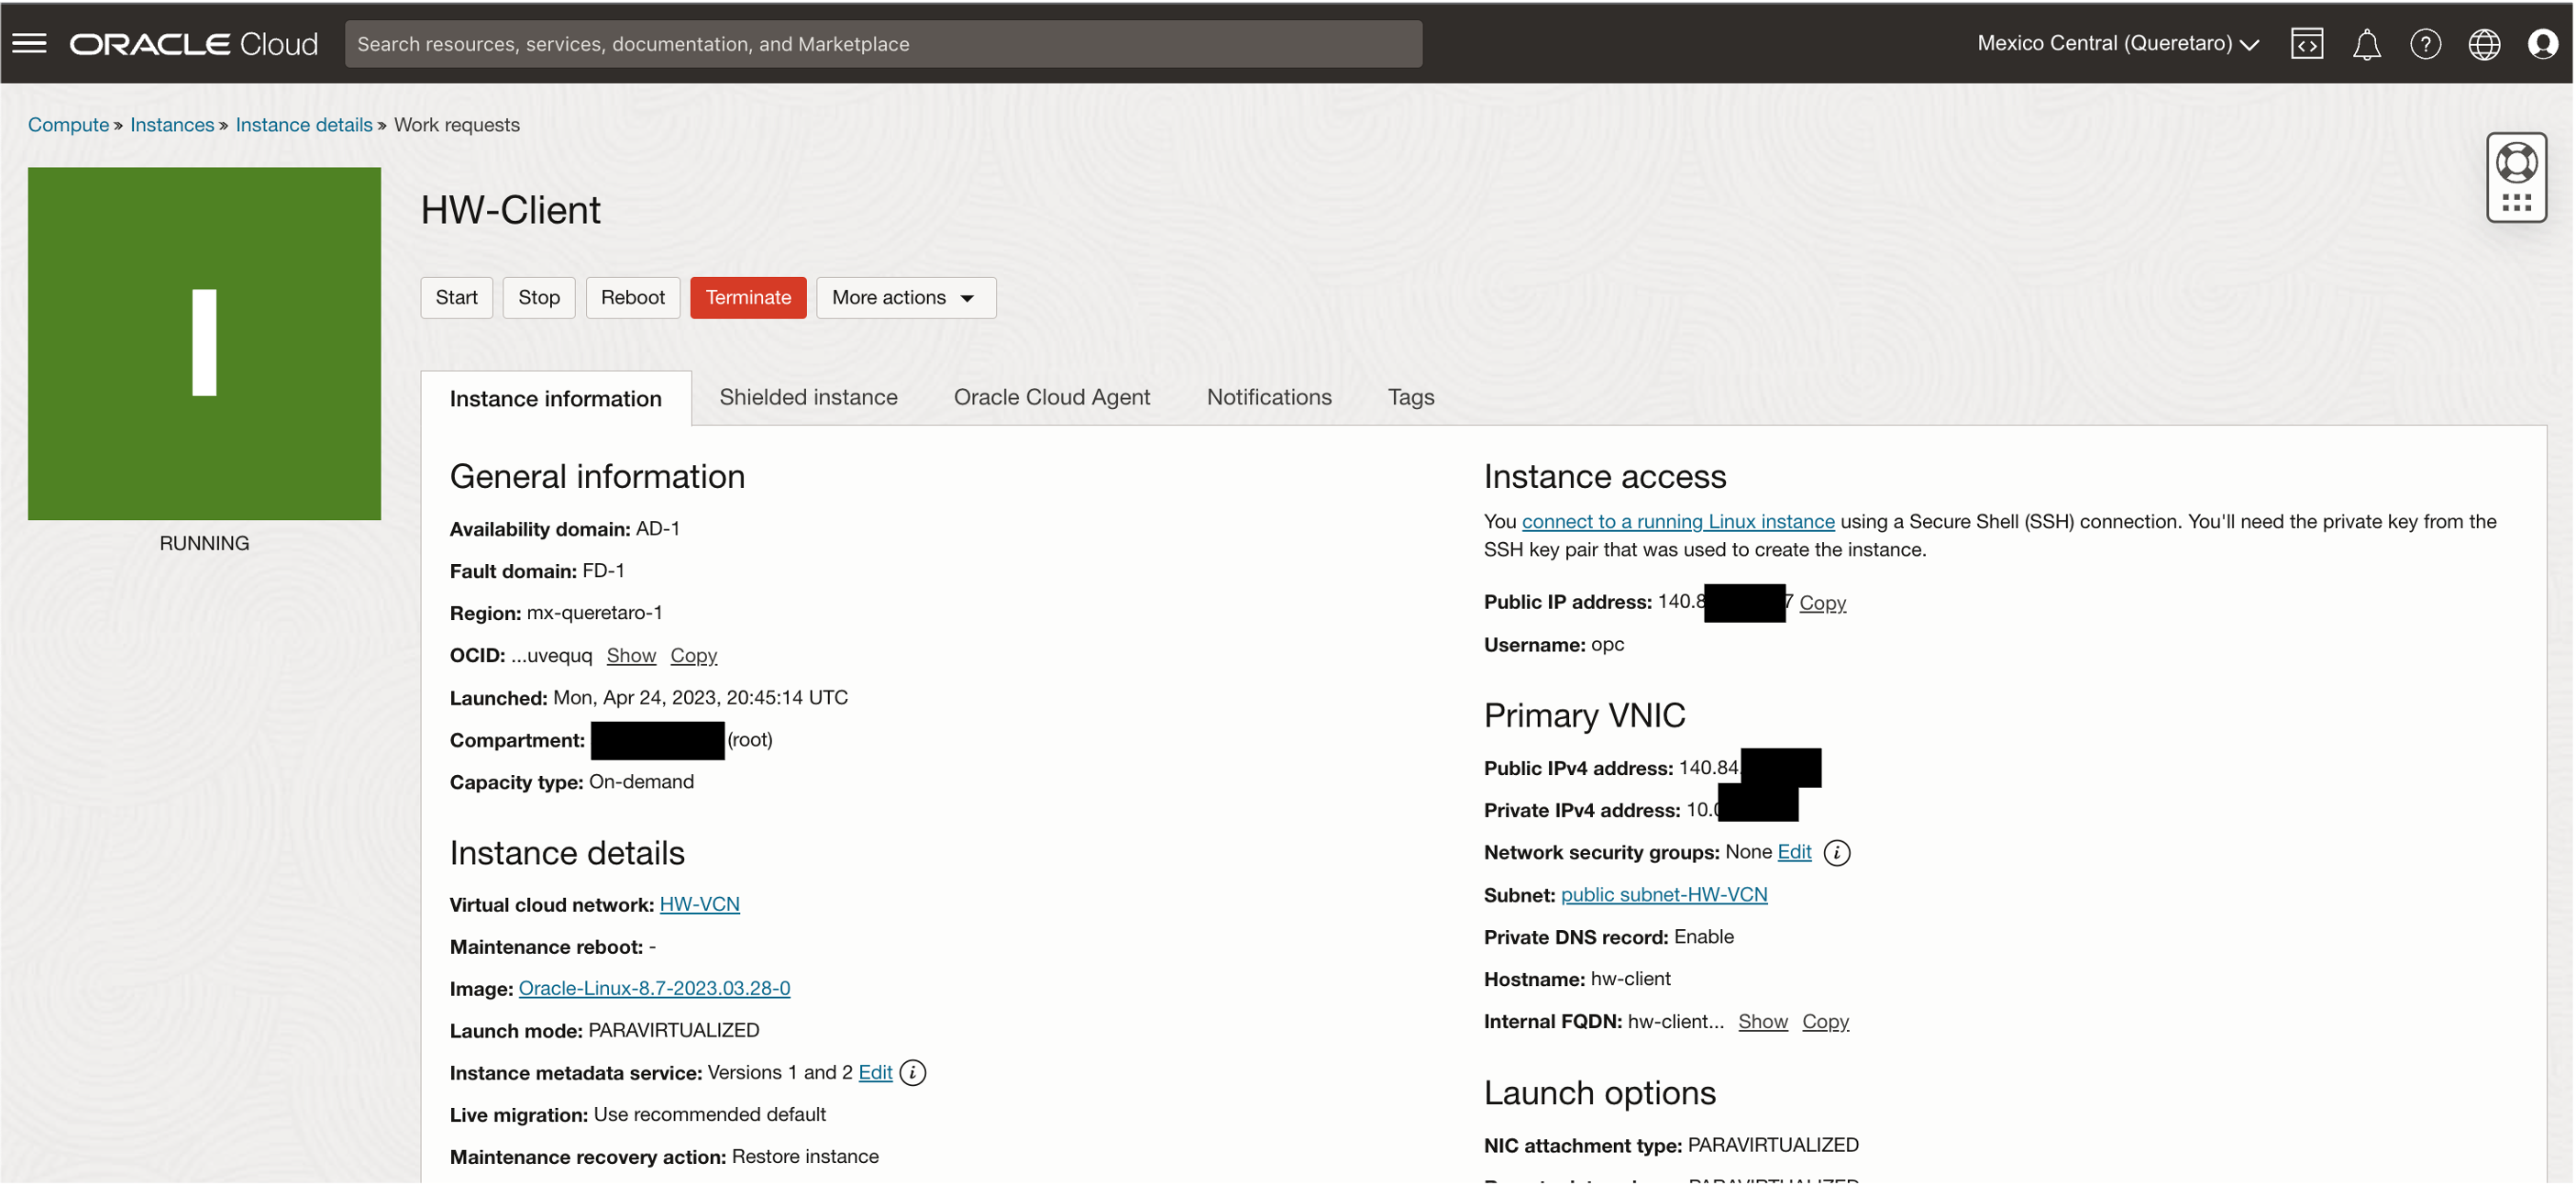 ORACLE Cloud
Search resources, services, documentation, and Marketplace
Mexico Central (Queretaro)
Compute » Instances » Instance details » Work requests
I
RUNNING
HW-Client
Start Stop Reboot Terminate More actions
Instance information Shielded instance Oracle Cloud Agent Notifications Tags
General information
Availability domain: AD-1
Fault domain: FD-1
Region: mx-queretaro-1
OCID: ...uvequq Show Copy
Launched: Mon, Apr 24, 2023, 20:45:14 UTC
Compartment: (root)
Capacity type: On-demand
Instance details
Virtual cloud network: HW-VCN
Maintenance reboot: -
Image: Oracle-Linux-8.7-2023.03.28-0
Launch mode: PARAVIRTUALIZED
Instance metadata service: Versions 1 and 2 Edit i
Live migration: Use recommended default
Maintenance recovery action: Restore instance
Instance access
You connect to a running Linux instance using a Secure Shell (SSH) connection. You'll need the private key from the
SSH key pair that was used to create the instance.
Public IP address: 140.8 7 Copy
Username: opc
Primary VNIC
Public IPv4 address: 140.84.
Private IPv4 address: 10.0
Network security groups: None Edit i
Subnet: public subnet-HW-VCN
Private DNS record: Enable
Hostname: hw-client
Internal FQDN: hw-client... Show Copy
Launch options
NIC attachment type: PARAVIRTUALIZED